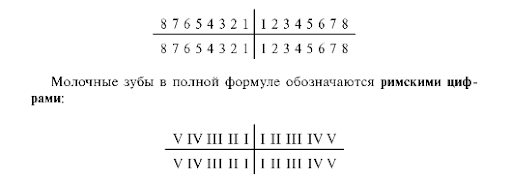 8 7 6 5 4 3 2 1 | 1 2 3 4 5 6 7 8
8 7 6 5 4 3 2 1 | 1 2 3 4 5 6 7 8
Молочные зубы в полной формуле обозначаются римскими циф-
рами:
V IV III II I | I II III IV V
V IV III II I | I II III IV V